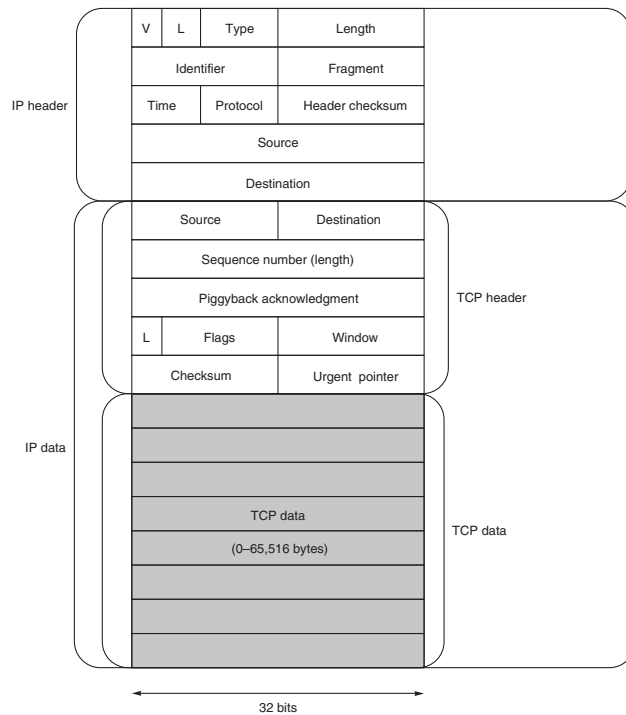 V L Type Length
Identifier Fragment
IP header
Time Protocol Header checksum
Source
Destination
Source Destination
Sequence number (length)
Piggyback acknowledgment
TCP header
L Flags Window
Checksum Urgent pointer
IP data
TCP data
(0–65,516 bytes)
TCP data
32 bits